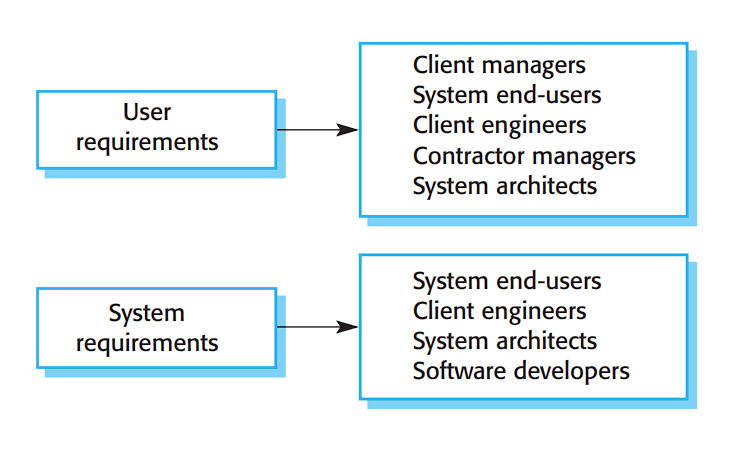 User
requirements
Client managers
System end-users
Client engineers
Contractor managers
System architects
System
requirements
System end-users
Client engineers
System architects
Software developers